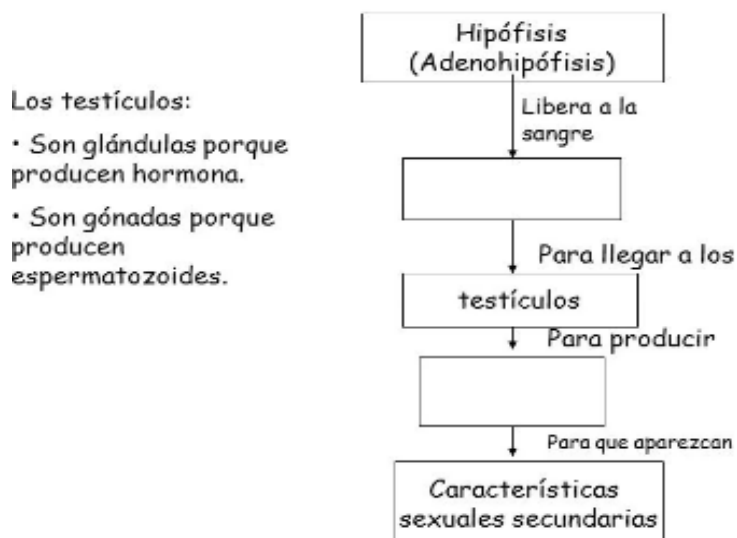 Los testículos:
• Son glándulas porque
producen hormona.
• Son gónadas porque
producen
espermatozoides.
Hipófisis
(Adenohipófisis)
Libera a la
sangre
Para llegar a los
testículos
Para producir
Para que aparezcan
Características
sexuales secundarias